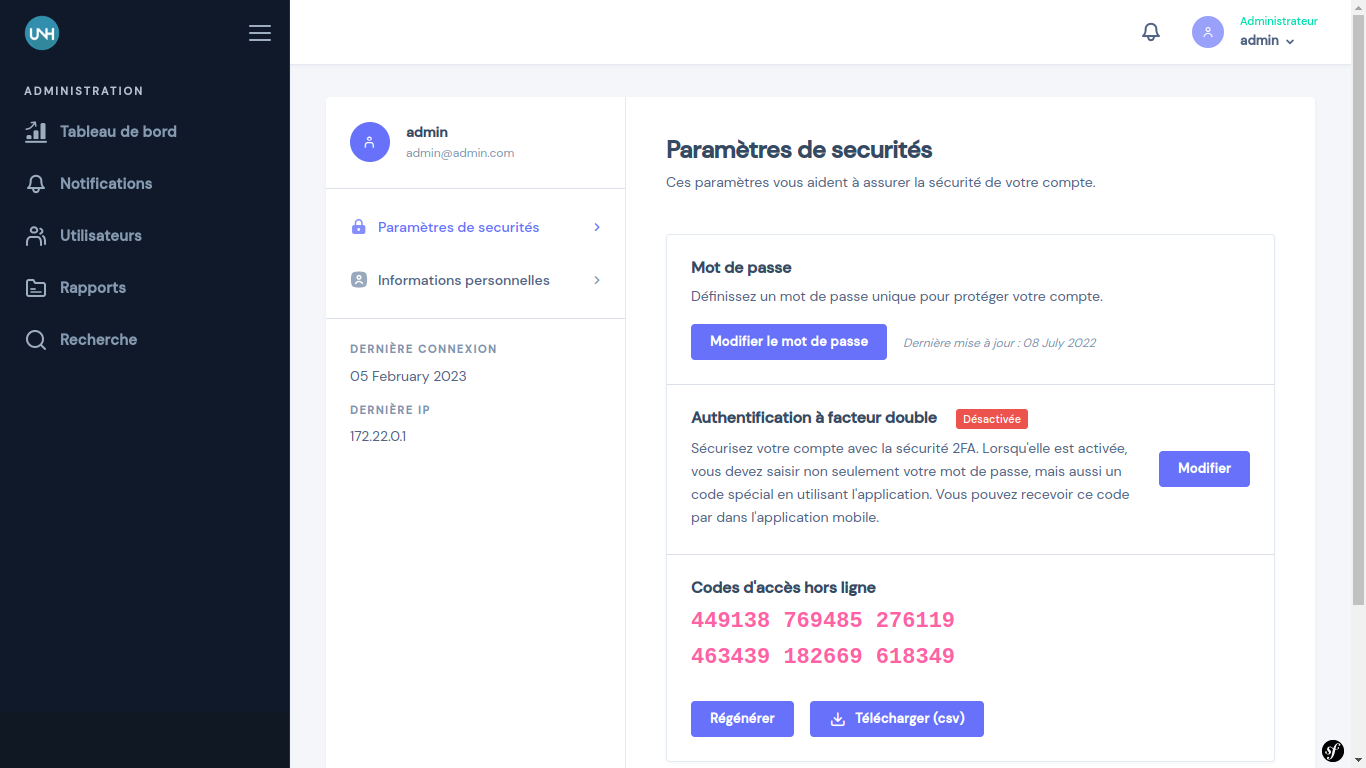 UNH
Administrateur
admin
ADMINISTRATION
Tableau de bord
Notifications
Utilisateurs
Rapports
Recherche
admin
admin@admin.com
Paramètres de securités
Informations personnelles
DERNIÈRE CONNEXION
05 February 2023
DERNIÈRE IP
172.22.0.1
Paramètres de securités
Ces paramètres vous aident à assurer la sécurité de votre compte.
Mot de passe
Définissez un mot de passe unique pour protéger votre compte.
Modifier le mot de passe
Dernière mise à jour : 08 July 2022
Authentification à facteur double
Désactivée
Sécurisez votre compte avec la sécurité 2FA. Lorsqu'elle est activée,
vous devez saisir non seulement votre mot de passe, mais aussi un
code spécial en utilisant l'application. Vous pouvez recevoir ce code
par dans l'application mobile.
Modifier
Codes d'accès hors ligne
449138 769485 276119
463439 182669 618349
Régénérer
Télécharger (csv)
sf